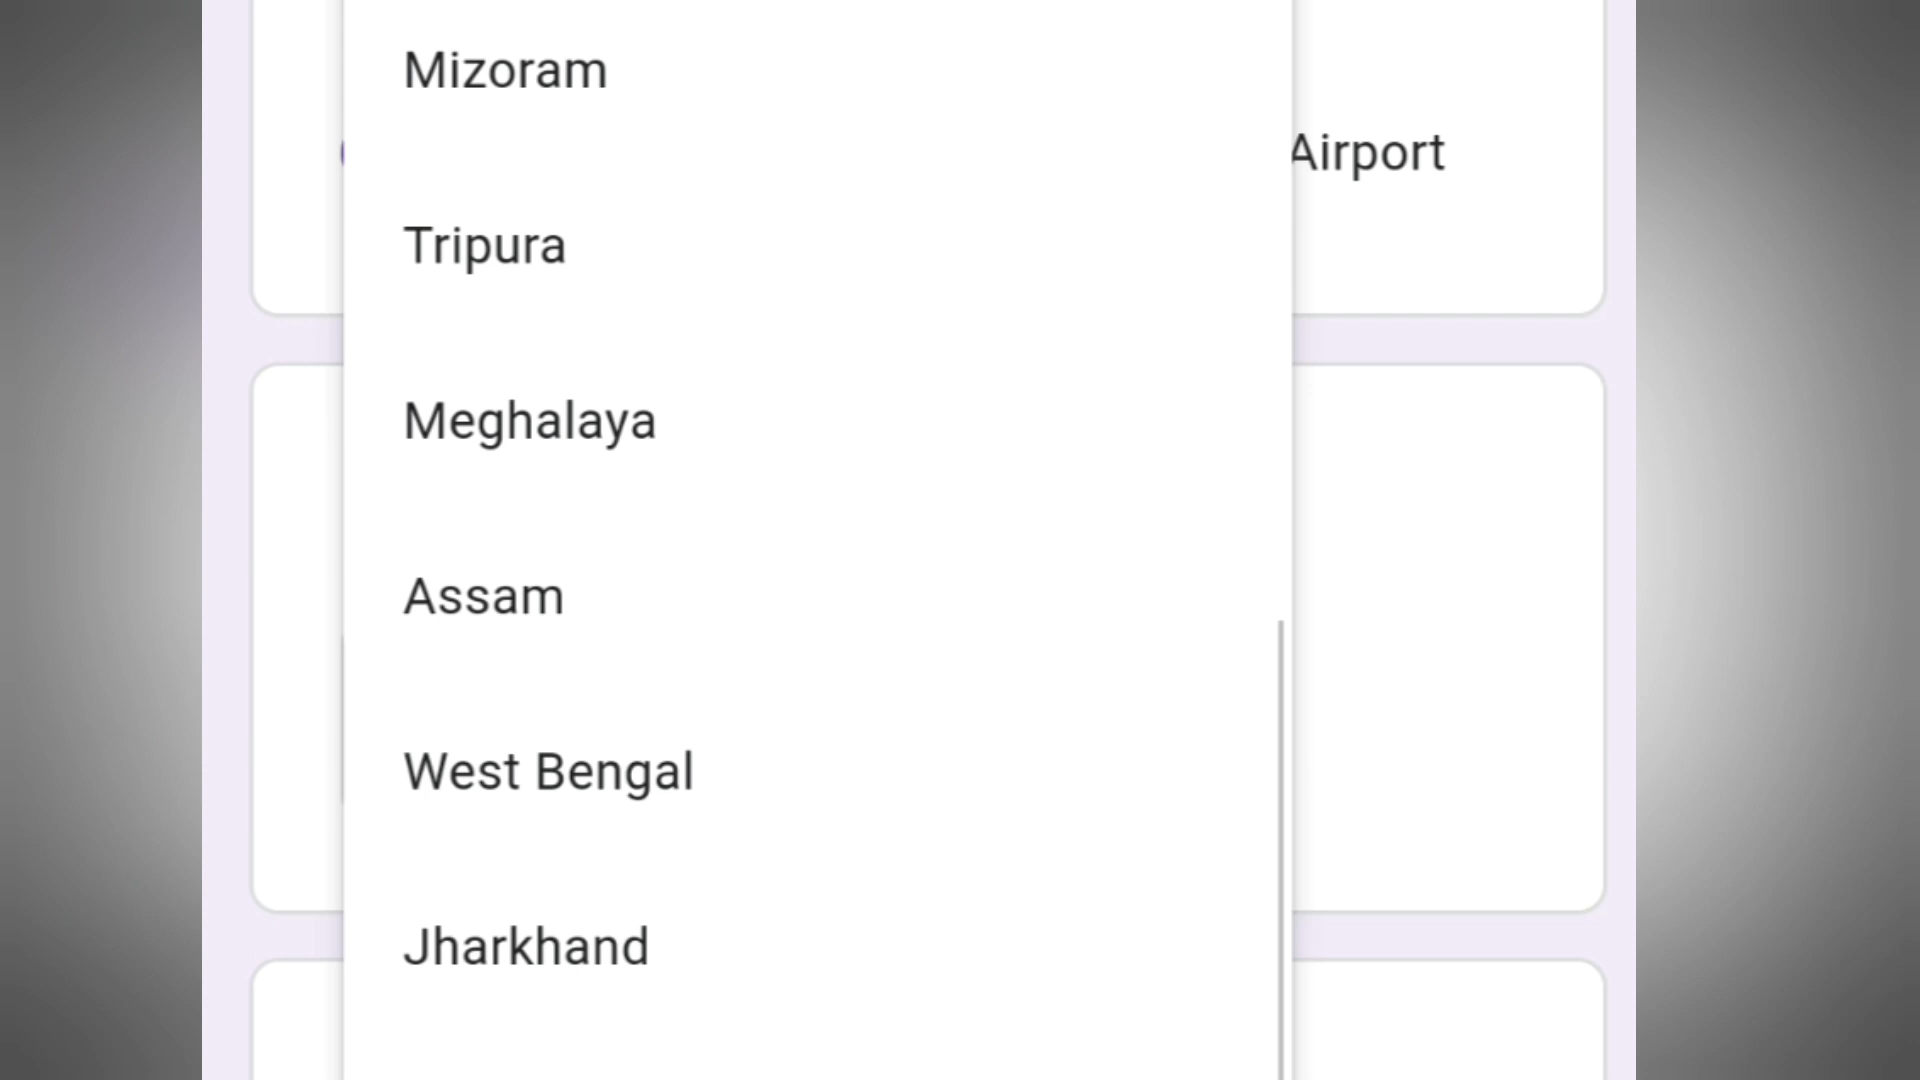 Mizoram
Airport
Tripura
Meghalaya
Assam
West Bengal
Jharkhand